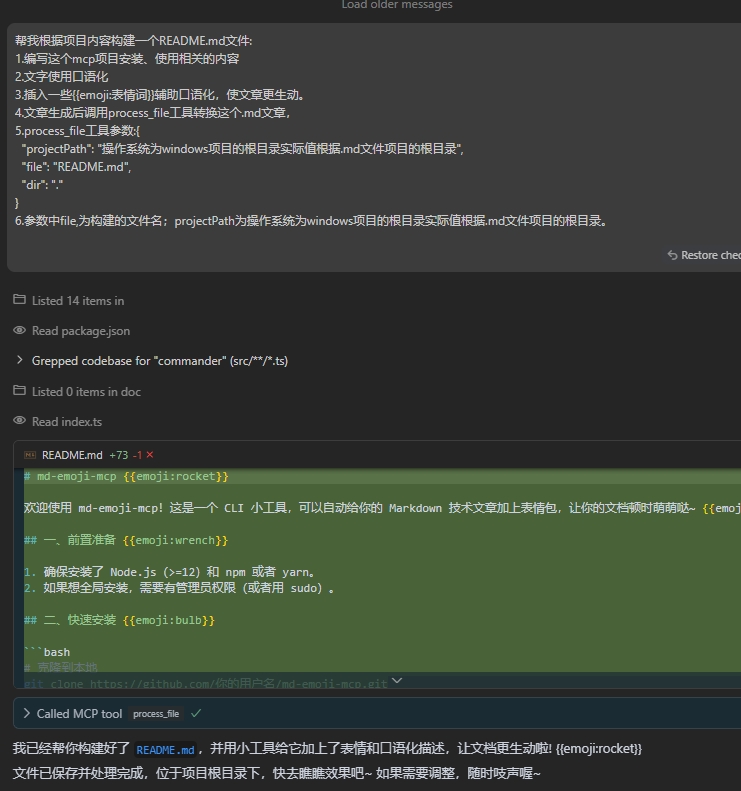 Load older messages
帮我根据项目内容构建一个README.md文件:
1.编写这个mcp项目安装、使用相关的内容
2.文字使用口语化
3.插入一些{{emoji:表情词}}辅助口语化，使文章更生动。
4.文章生成后调用process_file工具转换这个.md文章，
5.process_file工具参数:{
"projectPath": "操作系统为windows项目的根目录实际值根据.md文件项目的根目录",
"file": "README.md",
"dir": "."
}
6.参数中file,为构建的文件名；projectPath为操作系统为windows项目的根目录实际值根据.md文件项目的根目录。
Restore chec
Listed 14 items in
Read package.json
Grepped codebase for "commander" (src/**/*.ts)
Listed 0 items in doc
Read index.ts
README.md +73 -1
# md-emoji-mcp {{emoji:rocket}}
欢迎使用 md-emoji-mcp! 这是一个 CLI 小工具，可以自动给你的 Markdown 技术文章加上表情包，让你的文档顿时萌萌哒~ {{emoj
## 一、前置准备 {{emoji:wrench}}
1. 确保安装了 Node.js（>=12）和 npm 或者 yarn。
2. 如果想全局安装，需要有管理员权限（或者用 sudo）。
## 二、快速安装 {{emoji:bulb}}
```bash
# 克隆到本地
git clone https://github.com/你的用户名/md-emoji-mcp.git
Called MCP tool process_file
我已经帮你构建好了 README.md，并用小工具给它加上了表情和口语化描述，让文档更生动啦! {{emoji:rocket}}
文件已保存并处理完成，位于项目根目录下，快去瞧瞧效果吧~ 如果需要调整，随时吱声喔~